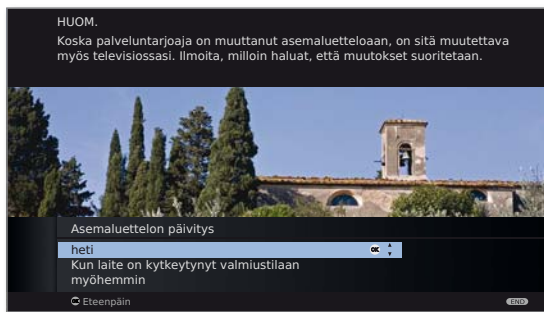 HUOM.
Koska palveluntarjoaja on muuttanut asemaluetteloaan, on sitä muutettava
myös televisiossasi. Ilmoita, milloin haluat, että muutokset suoritetaan.
Asemaluettelon päivitys
heti OK
Kun laite on kytkeytynyt valmiustilaan
myöhemmin
Eteenpäin END